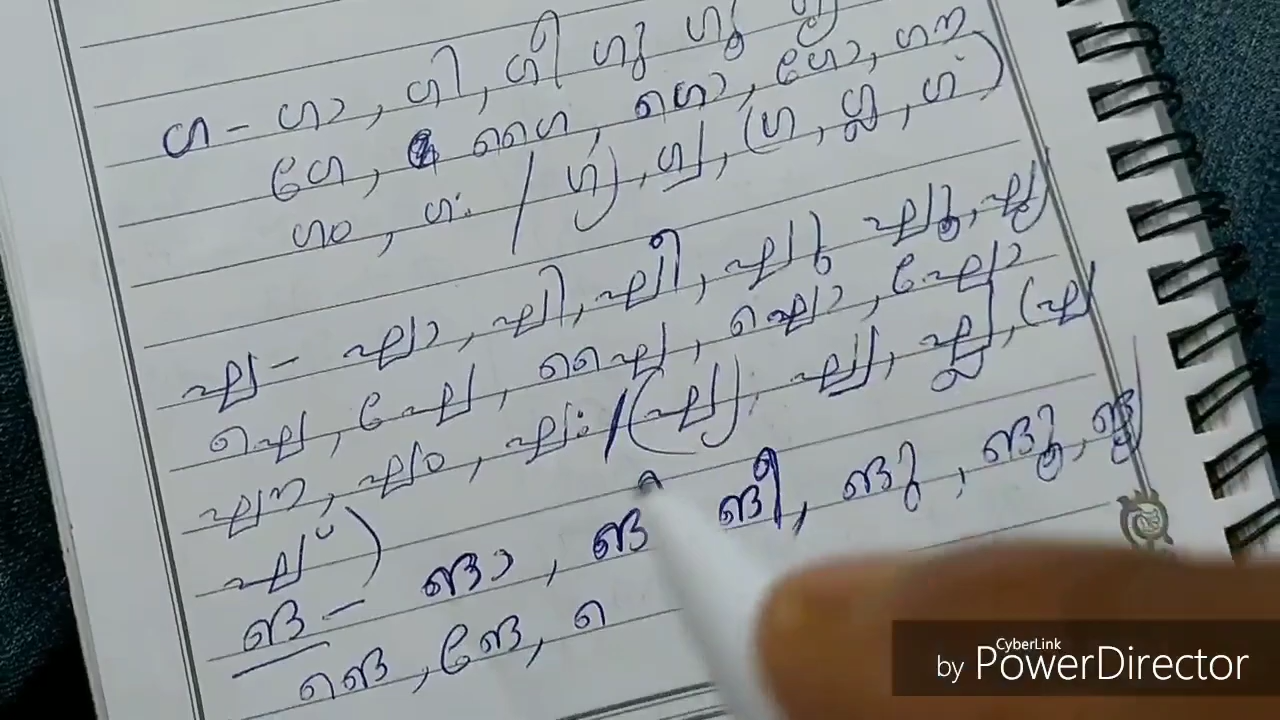 ഗ - ഗാ, ഗി, ഗീ ഗു ഗൂ ഗൃ
ഗേ, ഗൈ, ഗൊ, ഗോ, ഗൗ
ഗം, ഗഃ / ഗ്യ, ഗ്വ, (ഗ്ര, ഗ്ല, ഗ്)
ഘ - ഘാ, ഘി, ഘീ, ഘു ഘൂ, ഘൃ
ഘെ, ഘേ, ഘൈ, ഘൊ, ഘോ
ഘൗ, ഘം, ഘഃ / (ഘ്യ, ഘ്വ, ഘ്ല, ഘ്ര
ഘ്)
ങ - ങാ, ങി ങീ, ങു, ങൂ, ങൃ
ങെ, ങേ, െ
CyberLink
by PowerDirector